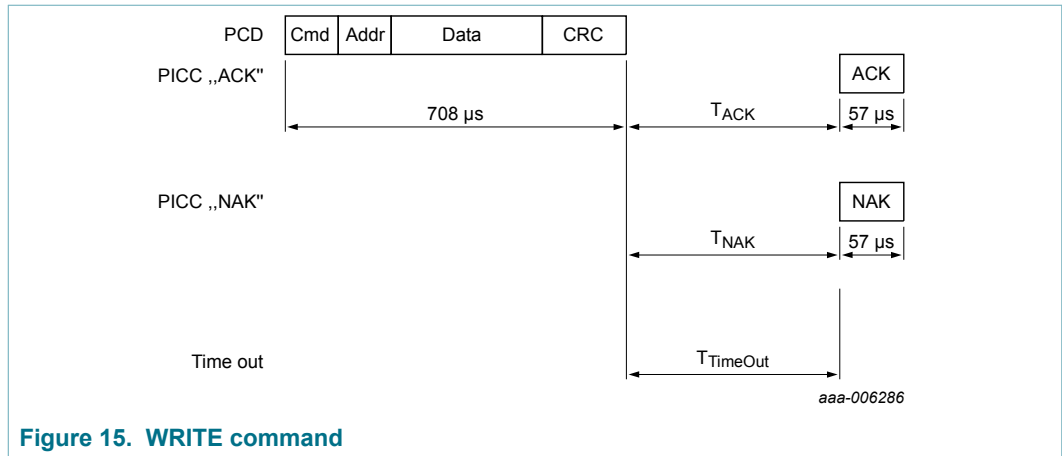 PCD Cmd Addr Data CRC
PICC ,,ACK" ACK
708 µs TACK 57 µs
PICC ,,NAK" NAK
TNAK 57 µs
Time out TTimeOut
aaa-006286
Figure 15. WRITE command